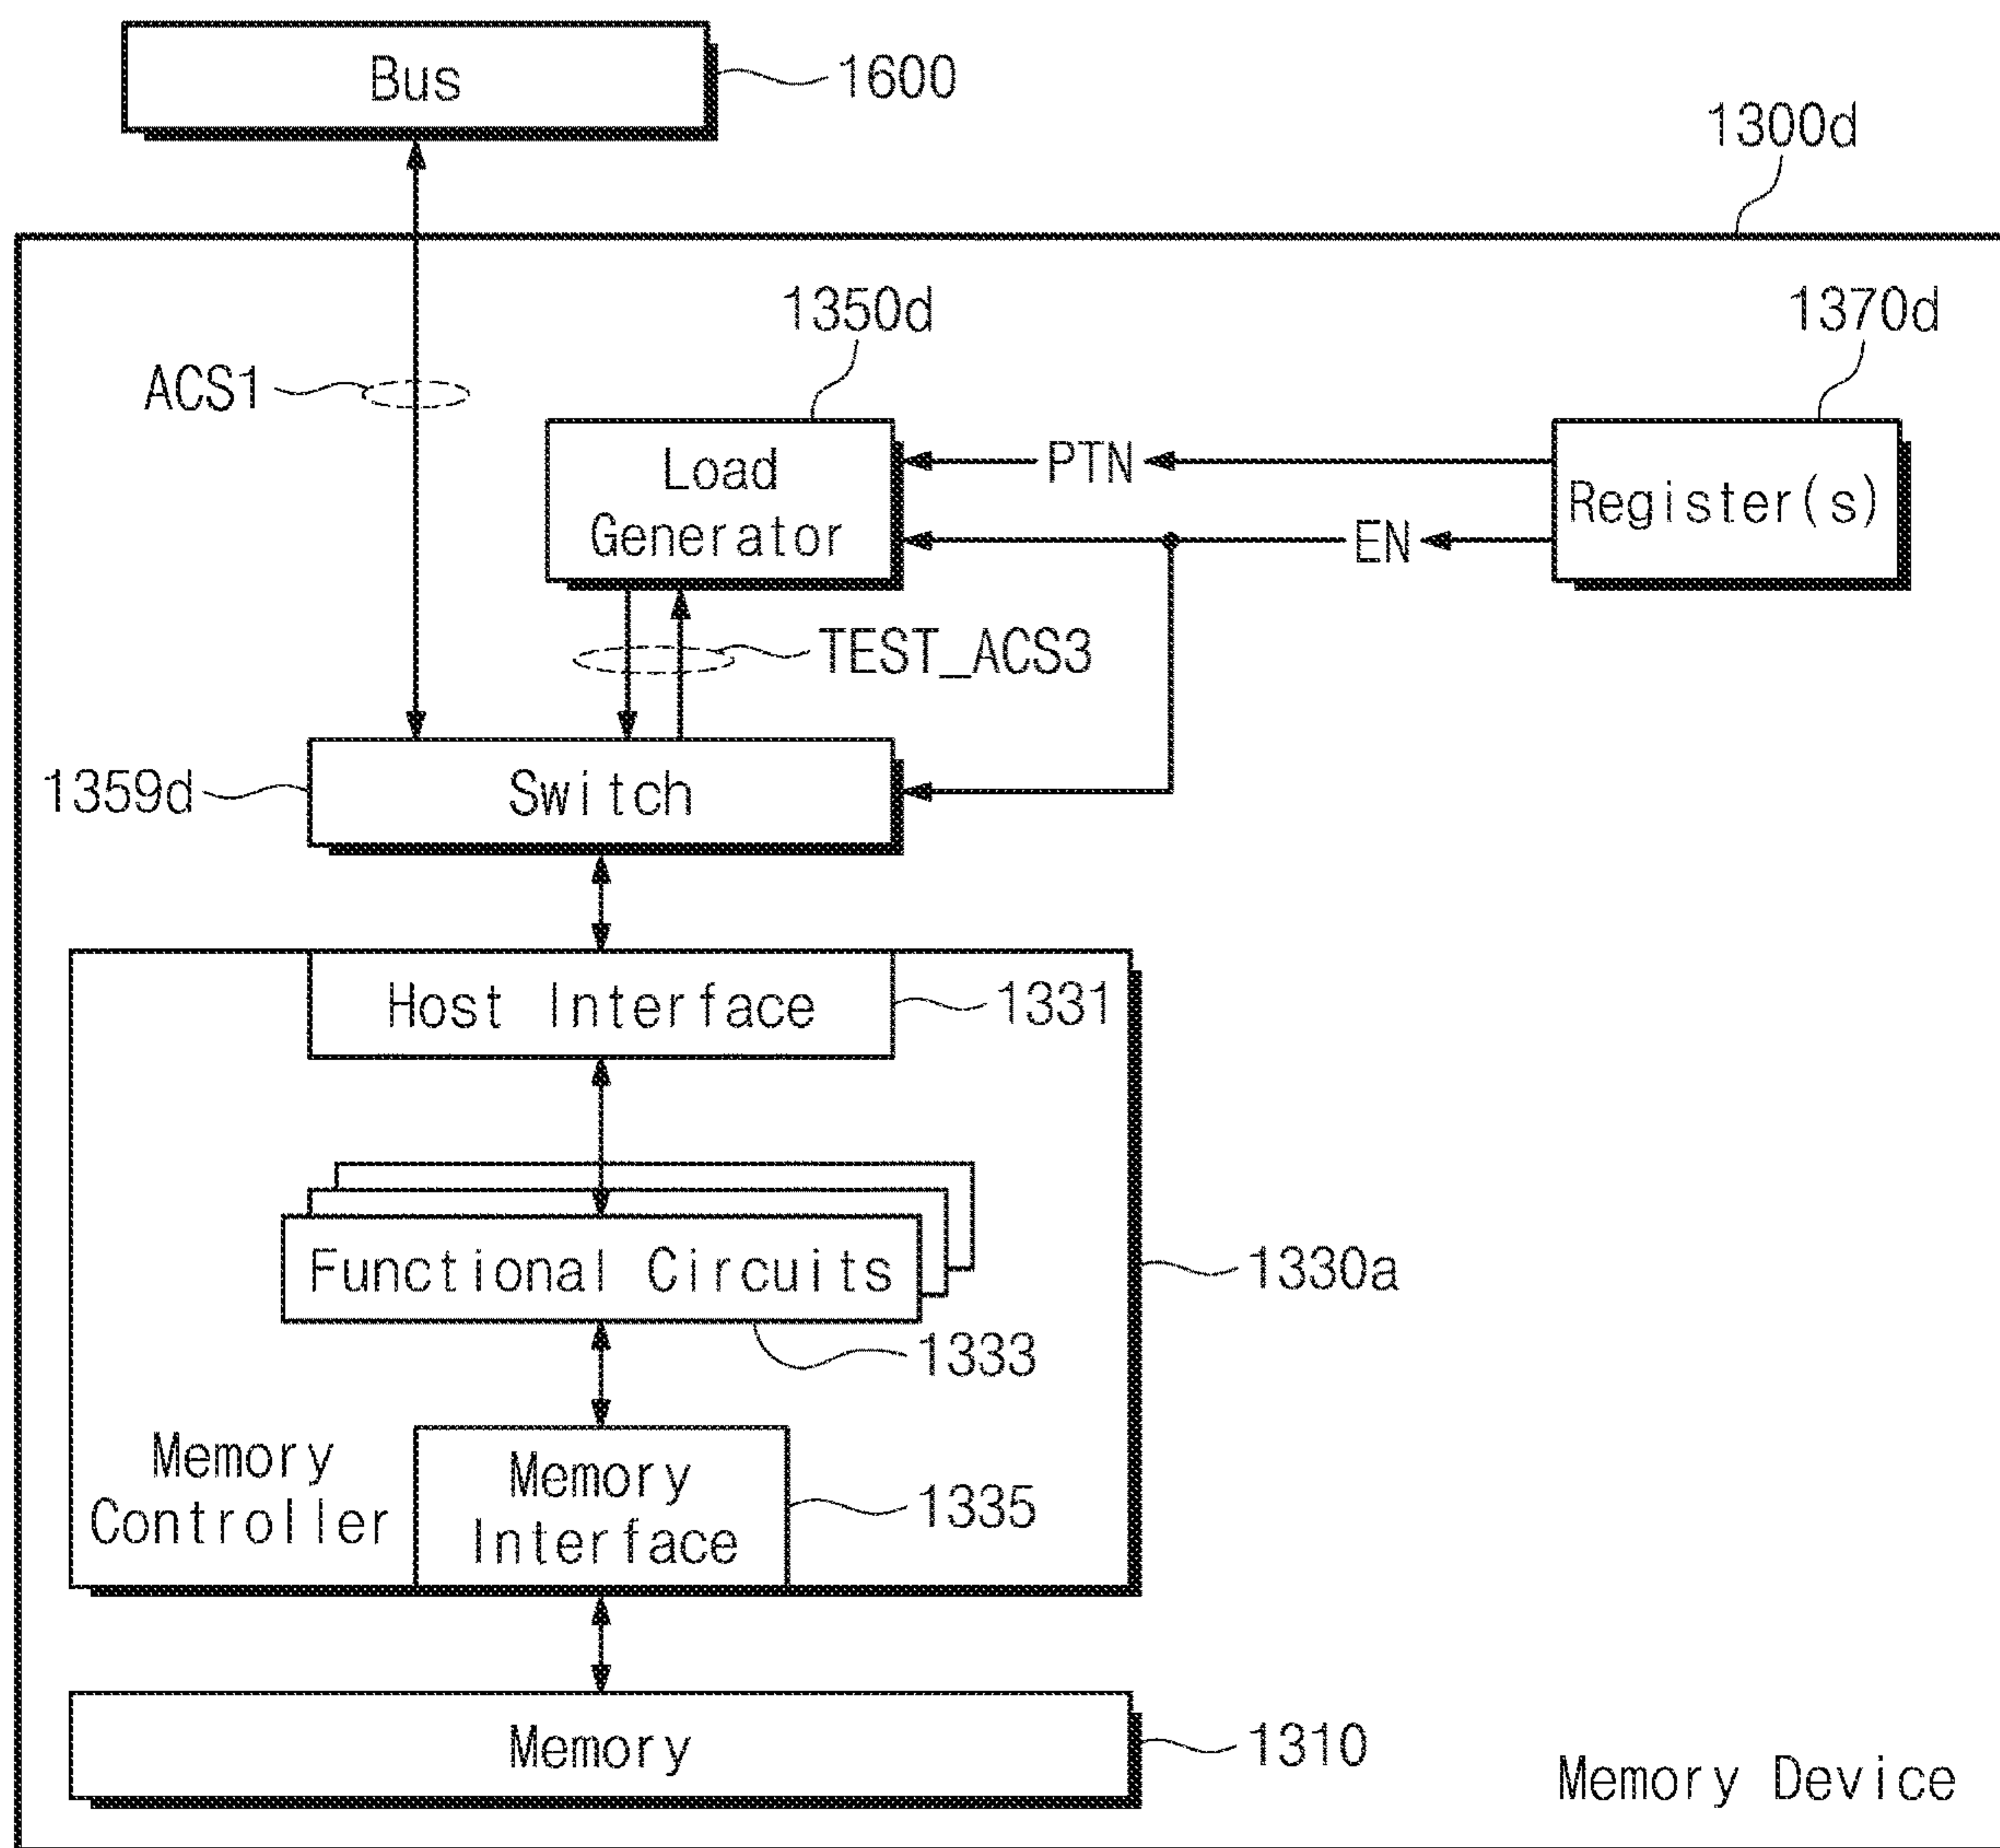 Bus
1600
1300d
1350d
1370d
ACS1
Load
Generator
PTN
EN
Register(s)
TEST_ACS3
1359d
Switch
Host Interface
1331
Functional Circuits
1330a
1333
Memory
Controller
Memory
Interface
1335
Memory
1310
Memory Device